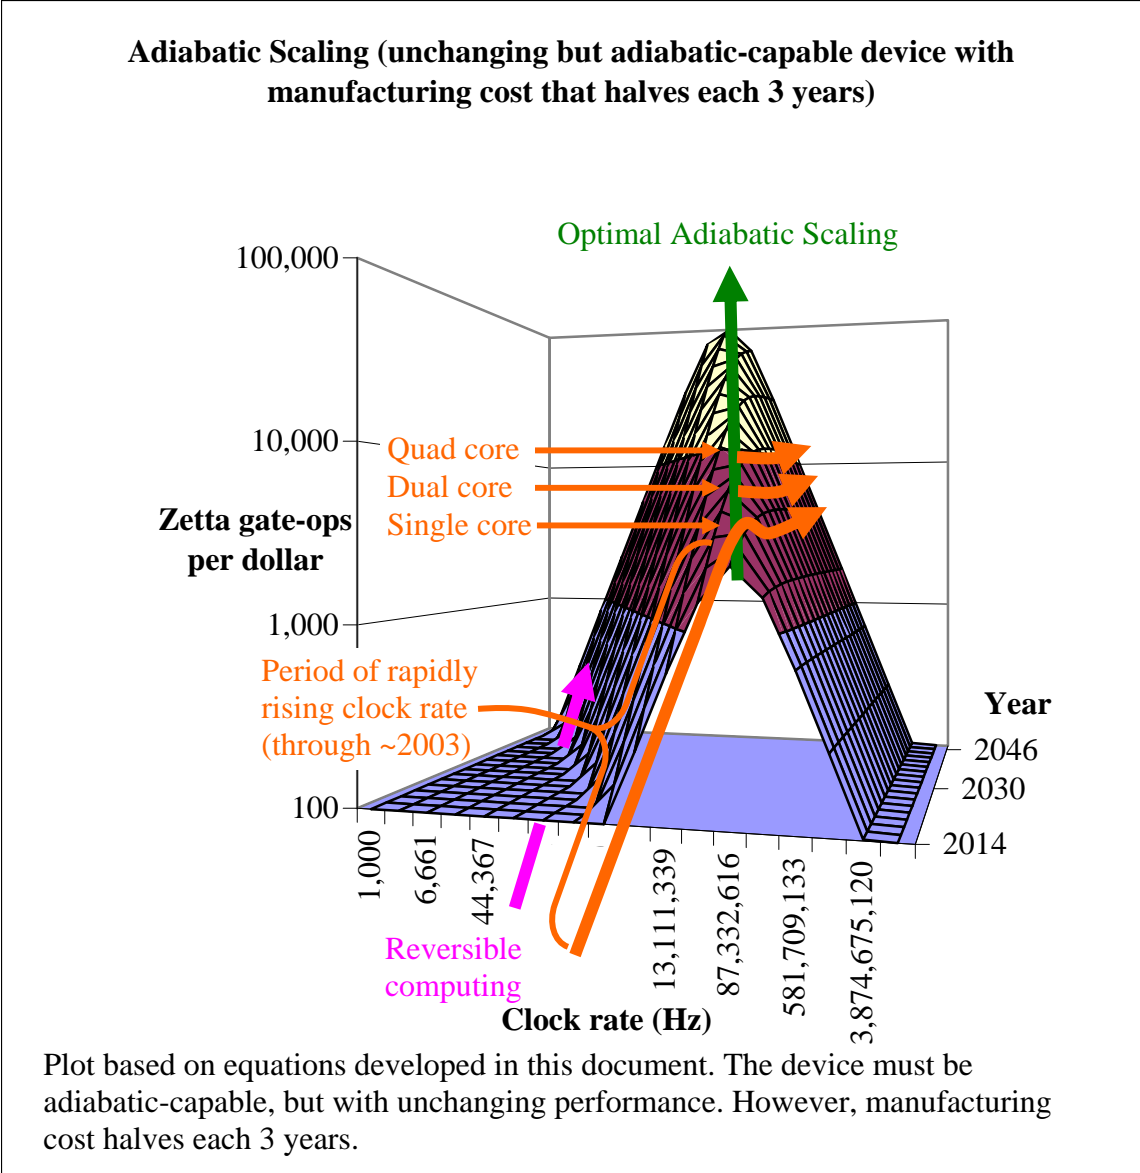 Adiabatic Scaling (unchanging but adiabatic-capable device with
manufacturing cost that halves each 3 years)
Optimal Adiabatic Scaling
100,000
10,000
Quad core
Dual core
Single core
Zetta gate-ops
per dollar
1,000
Period of rapidly
rising clock rate
(through ~2003)
Year
2046
2030
2014
100
1,000
6,661
44,367
13,111,339
87,332,616
581,709,133
3,874,675,120
Reversible
computing
Clock rate (Hz)
Plot based on equations developed in this document. The device must be
adiabatic-capable, but with unchanging performance. However, manufacturing
cost halves each 3 years.